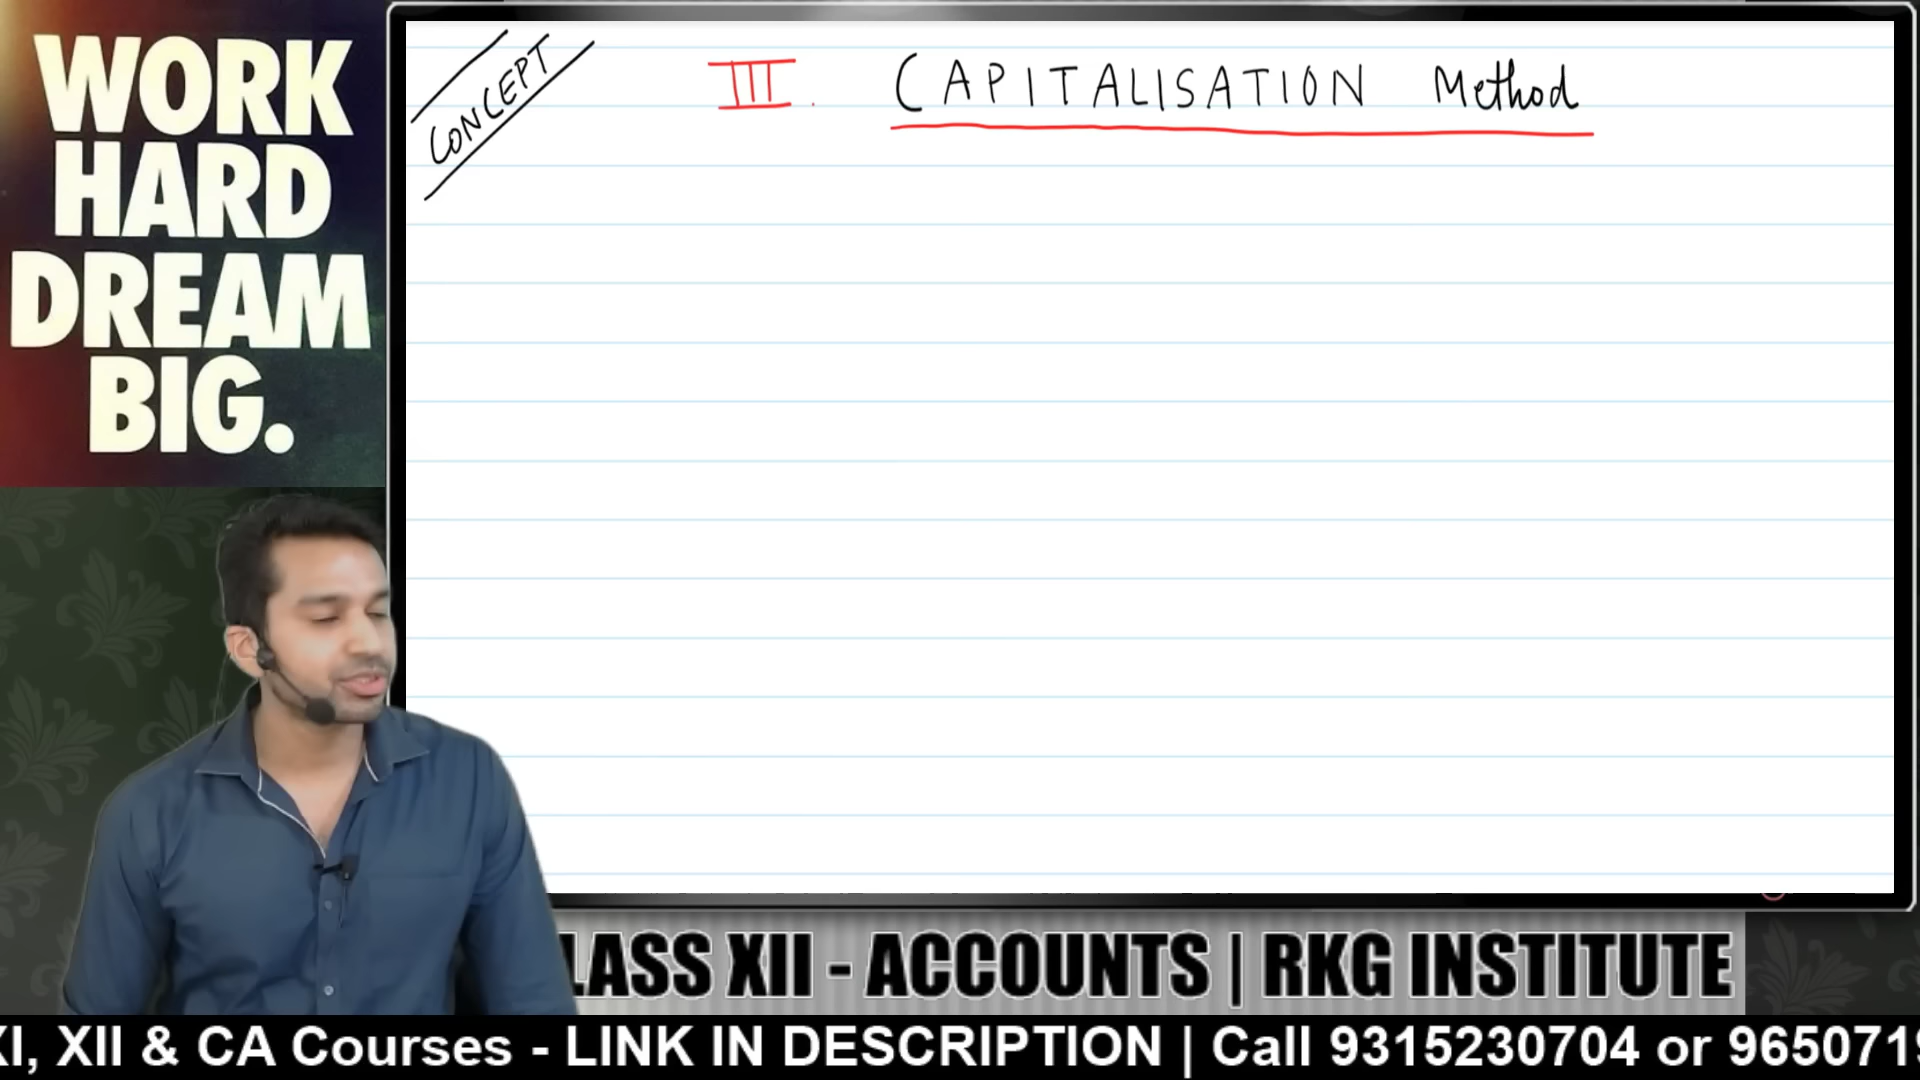 WORK
HARD
DREAM
BIG.
CONCEPT
III. CAPITALISATION Method
LASS XII - ACCOUNTS | RKG INSTITUTE
XI, XII & CA Courses - LINK IN DESCRIPTION | Call 9315230704 or 9650719